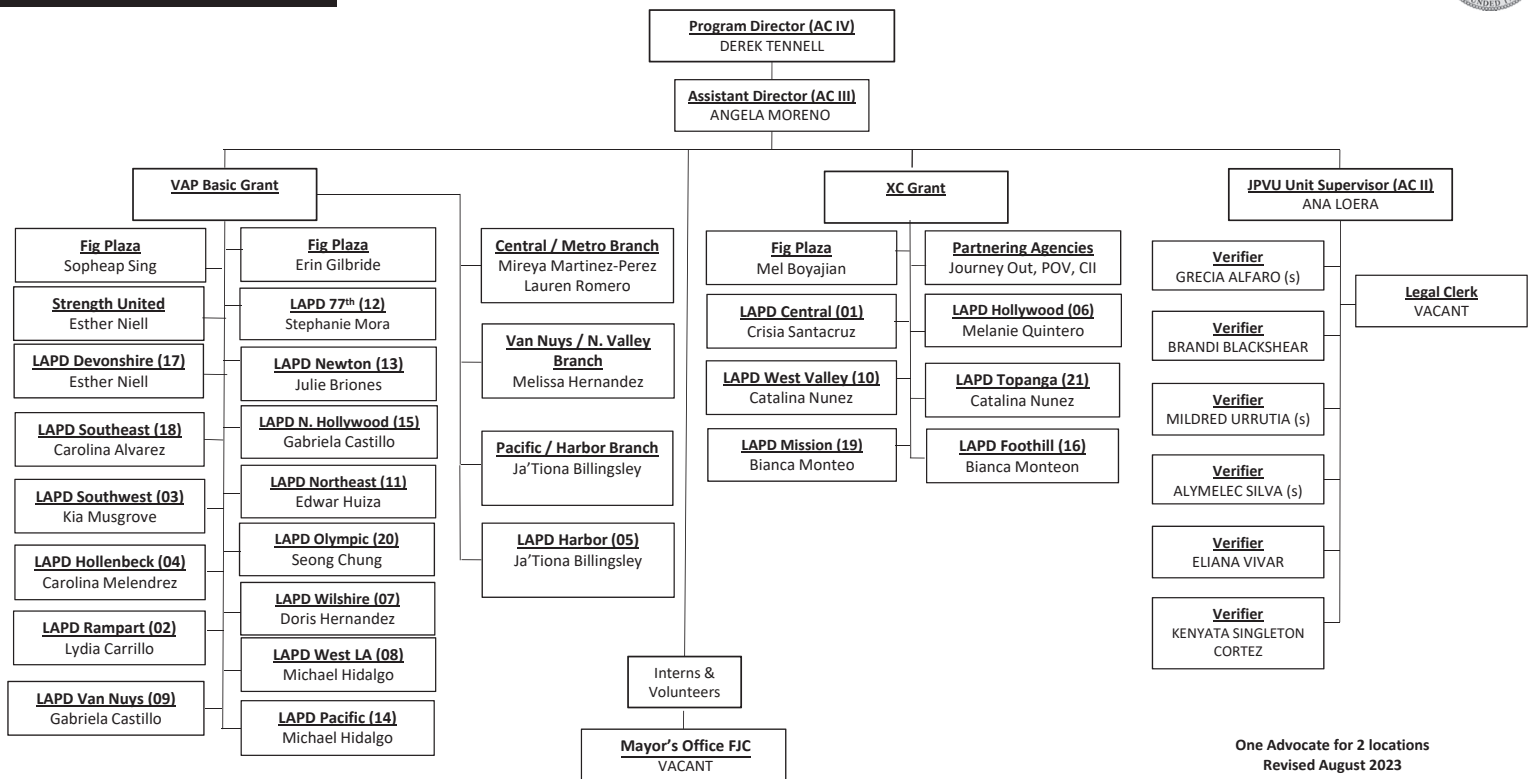 Program Director (AC IV)
DEREK TENNELL
Assistant Director (AC III)
ANGELA MORENO
VAP Basic Grant
Fig Plaza
Sopheap Sing
Strength United
Esther Niell
LAPD Devonshire (17)
Esther Niell
LAPD Southeast (18)
Carolina Alvarez
LAPD Southwest (03)
Kia Musgrove
LAPD Hollenbeck (04)
Carolina Melendrez
LAPD Rampart (02)
Lydia Carrillo
LAPD Van Nuys (09)
Gabriela Castillo
Fig Plaza
Erin Gilbride
LAPD 77th (12)
Stephanie Mora
LAPD Newton (13)
Julie Briones
LAPD N. Hollywood (15)
Gabriela Castillo
LAPD Northeast (11)
Edwar Huiza
LAPD Olympic (20)
Seong Chung
LAPD Wilshire (07)
Doris Hernandez
LAPD West LA (08)
Michael Hidalgo
LAPD Pacific (14)
Michael Hidalgo
Central / Metro Branch
Mireya Martinez-Perez
Lauren Romero
Van Nuys / N. Valley
Branch
Melissa Hernandez
Pacific / Harbor Branch
Ja'Tiona Billingsley
LAPD Harbor (05)
Ja'Tiona Billingsley
Interns &
Volunteers
Mayor's Office FJC
VACANT
XC Grant
Fig Plaza
Mel Boyajian
Partnering Agencies
Journey Out, POV, CII
LAPD Central (01)
Crisia Santacruz
LAPD Hollywood (06)
Melanie Quintero
LAPD West Valley (10)
Catalina Nunez
LAPD Topanga (21)
Catalina Nunez
LAPD Mission (19)
Bianca Monteo
LAPD Foothill (16)
Bianca Monteon
JPVU Unit Supervisor (AC II)
ANA LOERA
Verifier
GRECIA ALFARO (s)
Verifier
BRANDI BLACKSHEAR
Verifier
MILDRED URRUTIA (s)
Verifier
ALYMELEC SILVA (s)
Verifier
ELIANA VIVAR
Verifier
KENYATA SINGLETON
CORTEZ
Legal Clerk
VACANT
One Advocate for 2 locations
Revised August 2023